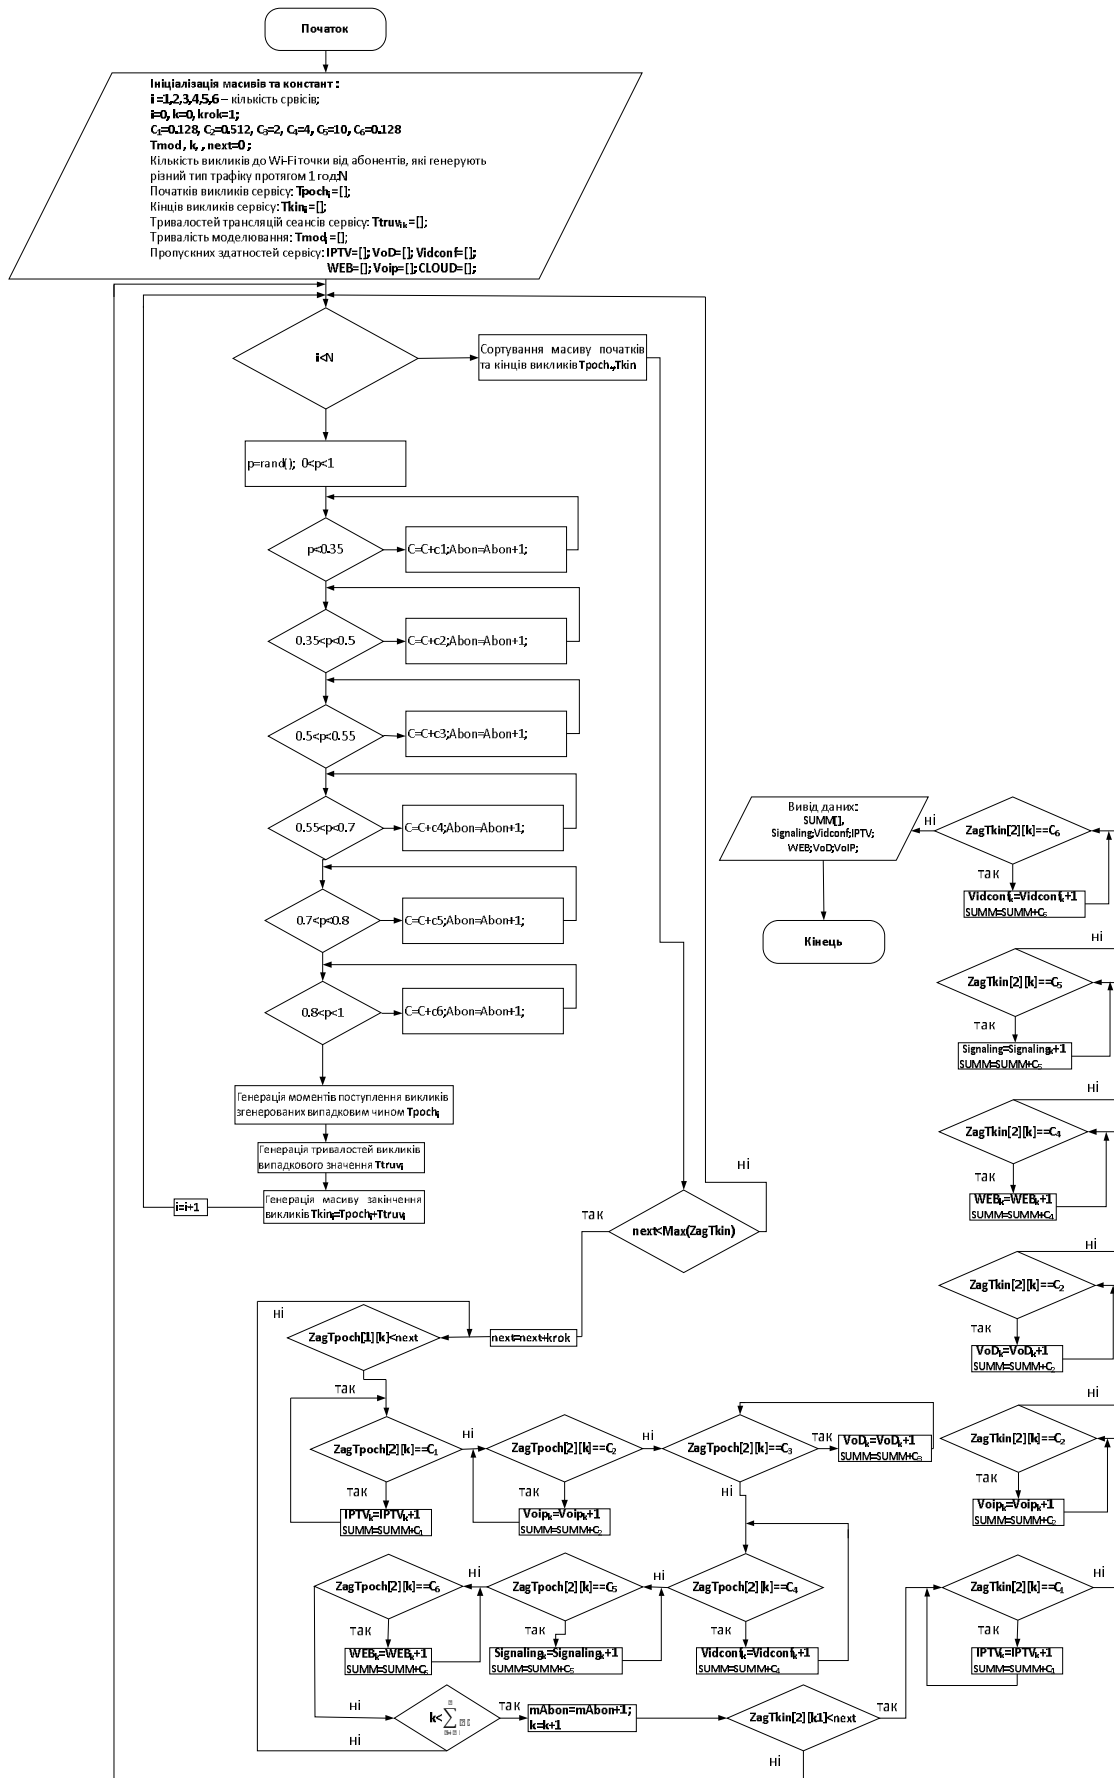 Початок
Ініціалізація масивів та констант :
i =1,2,3,4,5,6 – кількість срвісів;
i=0, k=0, krok=1;
C₁=0.128, C₂=0.512, C₃=2, C₄=4, C₅=10, C₆=0.128
Tmod , k, , next=0 ;
Кількість викликів до Wi-Fi точки від абонентів, які генерують
різний тип трафіку протягом 1 год;N
Початків викликів сервісу: Tpochᵢ=[];
Кінців викликів сервісу: Tkinᵢ=[];
Тривалостей трансляцій сеансів сервісу: Ttruvᵢₖ=[];
Тривалість моделювання: Tmodᵢ=[];
Пропускних здатностей сервісу: IPTV=[]; VoD=[]; Vidconf=[];
WEB=[]; Voip=[]; CLOUD=[];
i<N
Сортування масиву початків
та кінців викликів Tpoch,,Tkin
p=rand(); 0<p<1
p<0.35
C=C+c1;Abon=Abon+1;
0.35<p<0.5
C=C+c2;Abon=Abon+1;
0.5<p<0.55
C=C+c3;Abon=Abon+1;
0.55<p<0.7
C=C+c4;Abon=Abon+1;
0.7<p<0.8
C=C+c5;Abon=Abon+1;
0.8<p<1
C=C+c6;Abon=Abon+1;
Генерація моментів поступлення викликів
згенерованих випадковим чином Tpochᵢ
Генерація тривалостей викликів
випадкового значення Ttruvᵢ
Генерація масиву закінчення
викликів Tkinᵢ=Tpochᵢ+Ttruvᵢ
i=i+1
ні
так
next<Max(ZagTkin)
next=next+krok
ні
ZagTpoch[1][k]<next
так
ZagTpoch[2][k]==C₁
ні
так
IPTVₖ=IPTVₖ+1
SUMM=SUMM+C₁
ZagTpoch[2][k]==C₂
ні
так
Voipₖ=Voipₖ+1
SUMM=SUMM+C₂
ZagTpoch[2][k]==C₃
так
VoDₖ=VoDₖ+1
SUMM=SUMM+C₃
ні
ZagTpoch[2][k]==C₄
ні
так
Vidconfₖ=Vidconfₖ+1
SUMM=SUMM+C₄
ZagTpoch[2][k]==C₅
ні
так
Signalingₖ=Signalingₖ+1
SUMM=SUMM+C₅
ZagTpoch[2][k]==C₆
так
WEBₖ=WEBₖ+1
SUMM=SUMM+C₆
ні
k<∑
так
ні
mAbon=mAbon+1;
k=k+1
ZagTkin[2][k1]<next
так
ні
ZagTkin[2][k]==C₁
ні
так
IPTVₖ=IPTVₖ+1
SUMM=SUMM+C₁
ні
ZagTkin[2][k]==C₂
так
Voipₖ=Voipₖ+1
SUMM=SUMM+C₂
ні
ZagTkin[2][k]==C₂
так
VoDₖ=VoDₖ+1
SUMM=SUMM+C₂
ні
ZagTkin[2][k]==C₄
так
WEBₖ=WEBₖ+1
SUMM=SUMM+C₄
ні
ZagTkin[2][k]==C₅
так
Signaling=Signalingₖ+1
SUMM=SUMM+C₅
ні
ZagTkin[2][k]==C₆
ні
так
Vidconfₖ=Vidconfₖ+1
SUMM=SUMM+C₆
Вивід даних:
SUMM[],
Signaling;Vidconf;IPTV;
WEB;VoD;VoIP;
Кінець